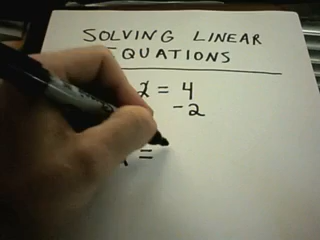 SOLVING LINEAR
EQUATIONS
2 = 4
-2
=